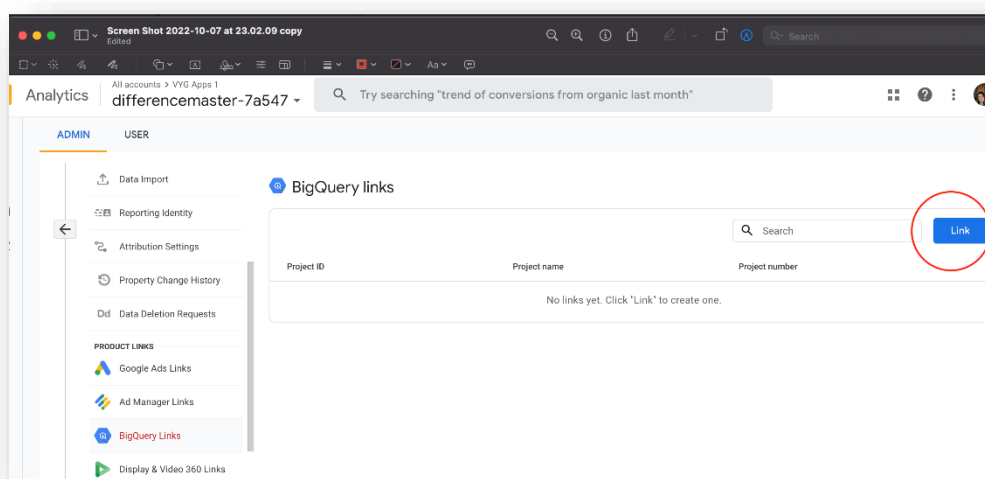 Screen Shot 2022-10-07 at 23.02.09 copy
Edited
Search
Aa
Analytics
All accounts > VYG Apps 1
differencemaster-7a547
Try searching "trend of conversions from organic last month"
ADMIN USER
Data Import
Reporting Identity
Attribution Settings
Property Change History
Dd Data Deletion Requests
PRODUCT LINKS
Google Ads Links
Ad Manager Links
BigQuery Links
Display & Video 360 Links
BigQuery links
Search
Link
Project ID Project name Project number
No links yet. Click "Link" to create one.